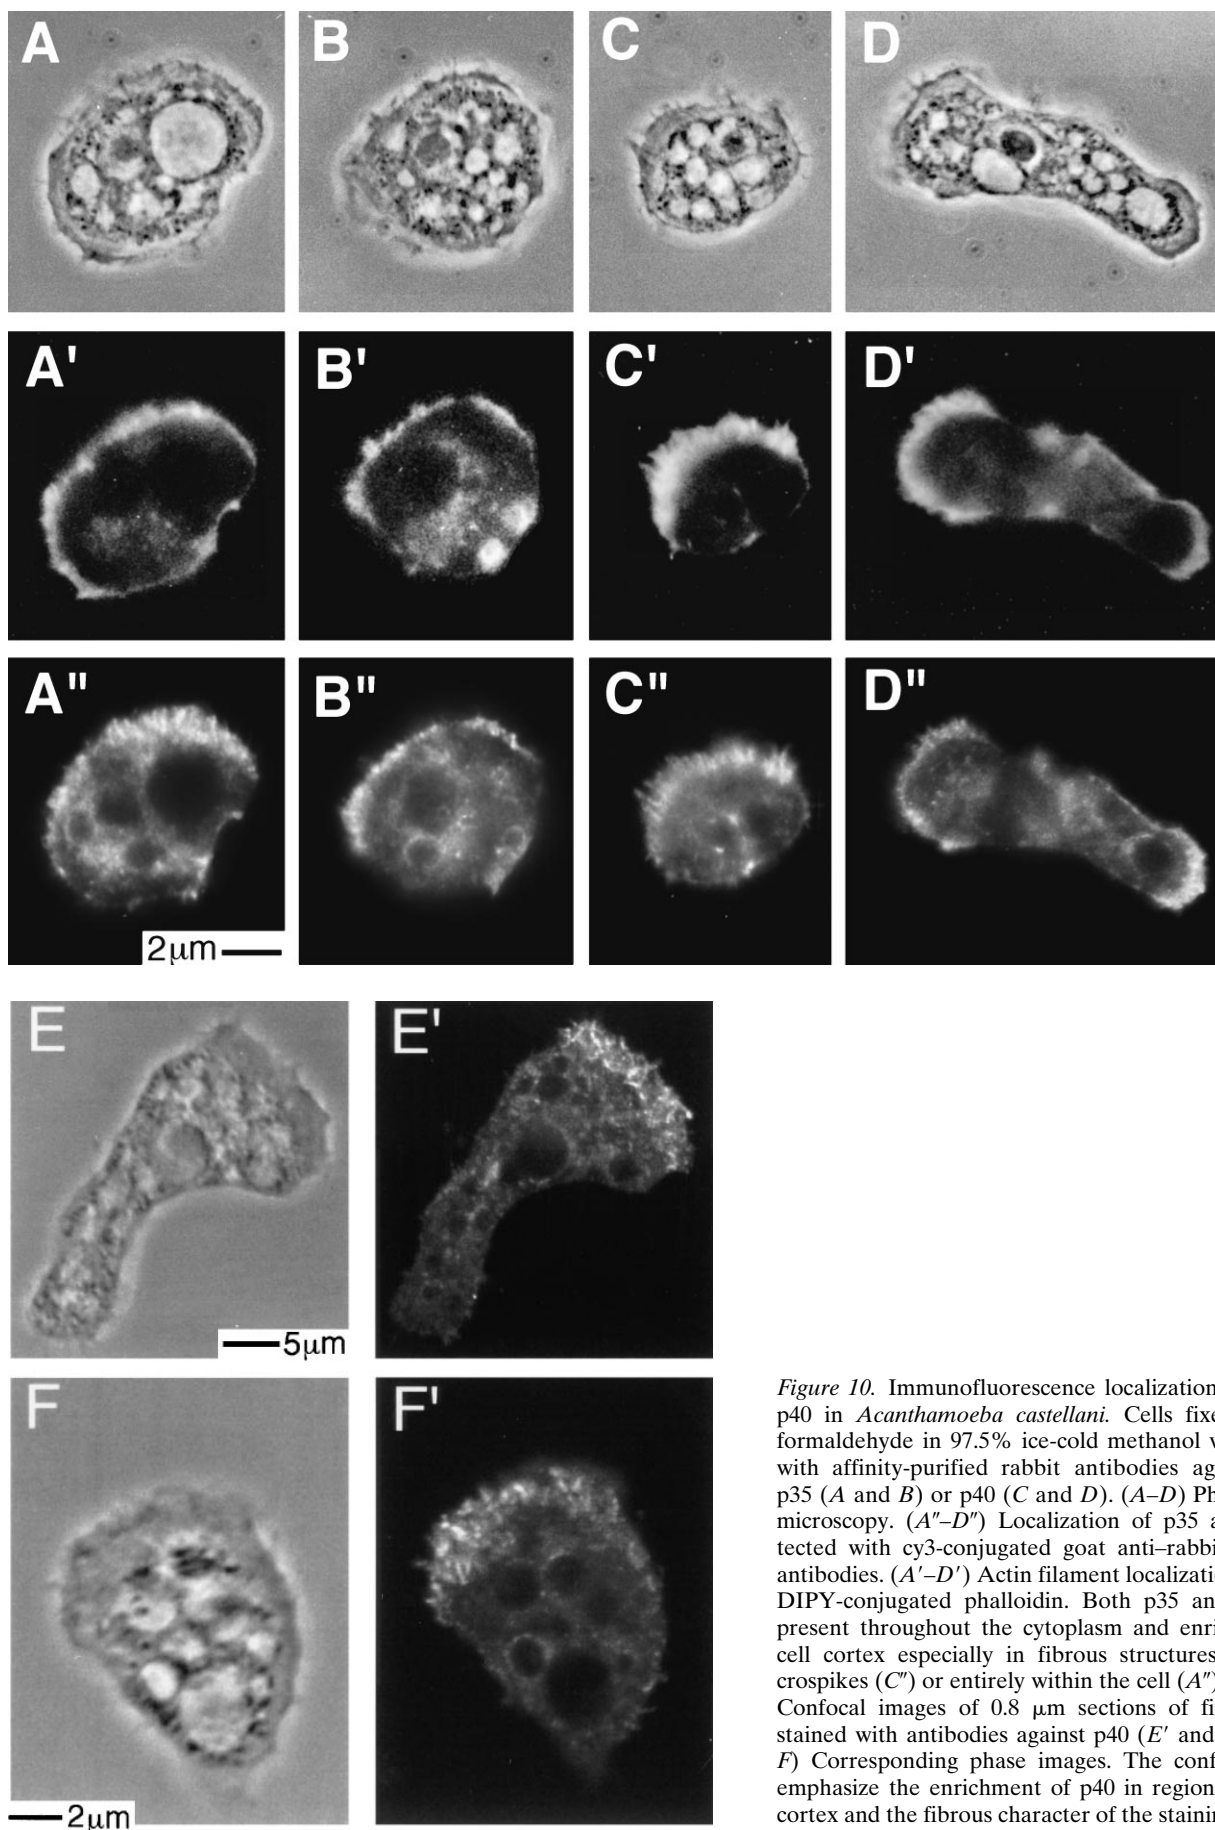 A
B
C
D
A'
B'
C'
D'
A"
B"
C"
D"
2μm
E
E'
5μm
F
F'
2μm
Figure 10. Immunofluorescence localization
p40 in Acanthamoeba castellani. Cells fixe
formaldehyde in 97.5% ice-cold methanol
with affinity-purified rabbit antibodies ag
p35 (A and B) or p40 (C and D). (A–D) Ph
microscopy. (A″–D″) Localization of p35 a
tected with cy3-conjugated goat anti–rabbi
antibodies. (A′–D′) Actin filament localizatio
DIPY-conjugated phalloidin. Both p35 an
present throughout the cytoplasm and enri
cell cortex especially in fibrous structures
crospikes (C″) or entirely within the cell (A″)
Confocal images of 0.8 μm sections of fi
stained with antibodies against p40 (E′ and
F) Corresponding phase images. The conf
emphasize the enrichment of p40 in region
cortex and the fibrous character of the stainin